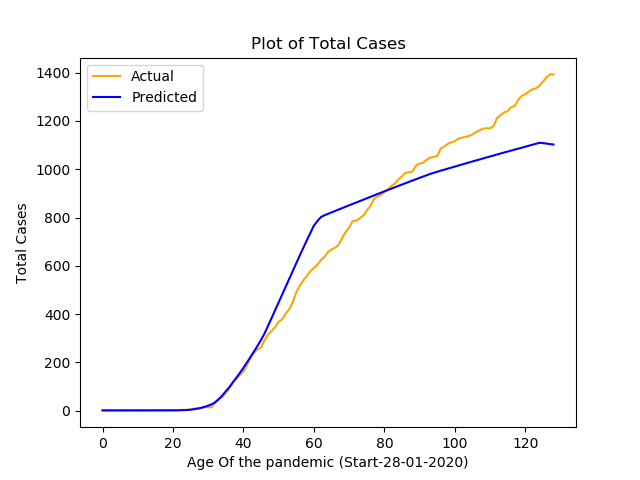 Plot of Total Cases
Actual
Predicted
1400
1200
1000
800
600
400
200
0
Total Cases
0 20 40 60 80 100 120
Age Of the pandemic (Start-28-01-2020)